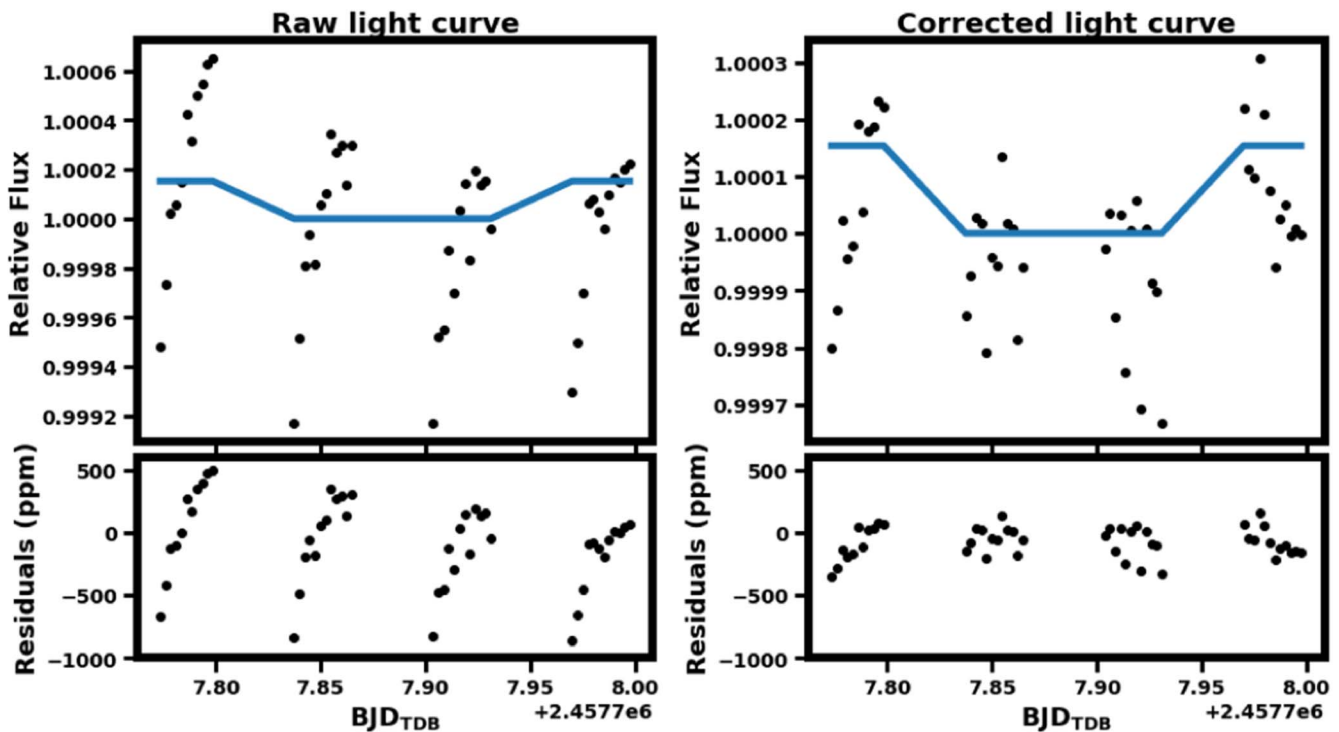 Raw light curve
Relative Flux
1.0006
1.0004
1.0002
1.0000
0.9998
0.9996
0.9994
0.9992
Residuals (ppm)
500
0
−500
−1000
7.80 7.85 7.90 7.95 8.00
BJD_TDB +2.4577e6
Corrected light curve
Relative Flux
1.0003
1.0002
1.0001
1.0000
0.9999
0.9998
0.9997
Residuals (ppm)
500
0
−500
−1000
7.80 7.85 7.90 7.95 8.00
BJD_TDB +2.4577e6